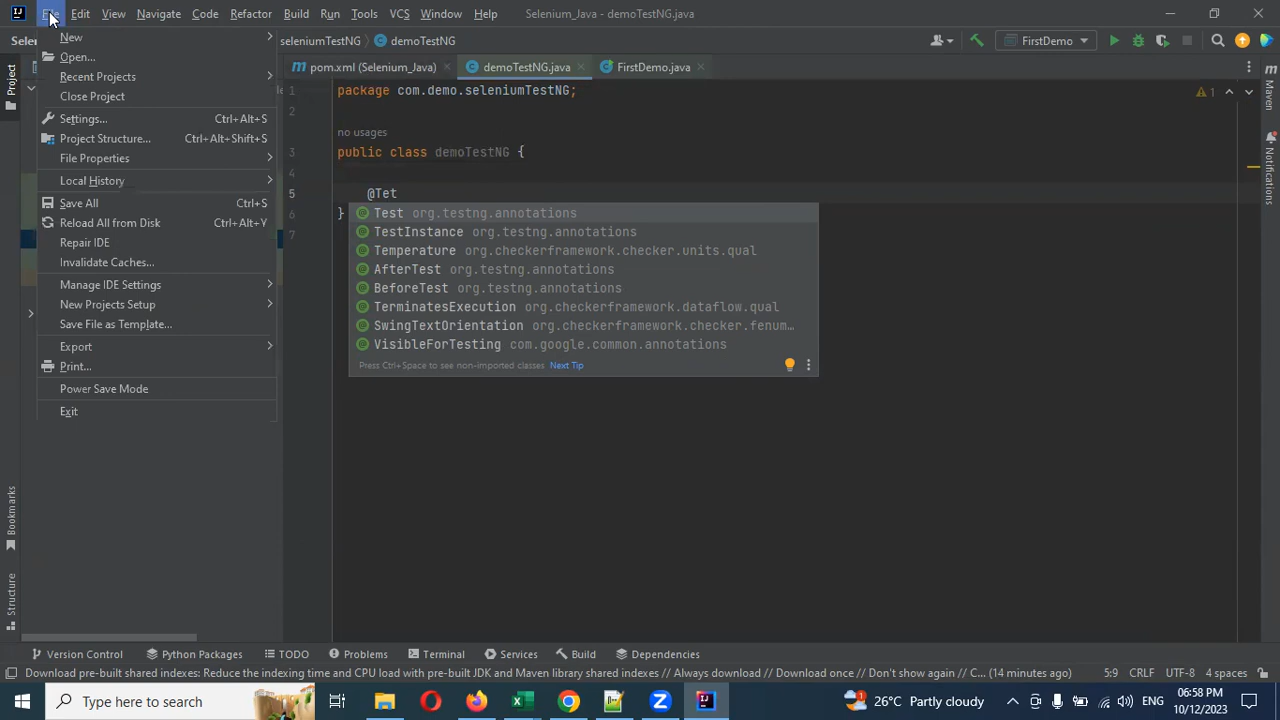 File Edit View Navigate Code Refactor Build Run Tools VCS Window Help Selenium_Java - demoTestNG.java
Sele seleniumTestNG demoTestNG FirstDemo
pom.xml (Selenium_Java) demoTestNG.java FirstDemo.java
New
Open...
Recent Projects
Close Project
Settings... Ctrl+Alt+S
Project Structure... Ctrl+Alt+Shift+S
File Properties
Local History
Save All Ctrl+S
Reload All from Disk Ctrl+Alt+Y
Repair IDE
Invalidate Caches...
Manage IDE Settings
New Projects Setup
Save File as Template...
Export
Print...
Power Save Mode
Exit
1 package com.demo.seleniumTestNG;
2
no usages
3 public class demoTestNG {
4
5 @Tet
6 }
7
Test org.testng.annotations
TestInstance org.testng.annotations
Temperature org.checkerframework.checker.units.qual
AfterTest org.testng.annotations
BeforeTest org.testng.annotations
TerminatesExecution org.checkerframework.dataflow.qual
SwingTextOrientation org.checkerframework.checker.fenum...
VisibleForTesting com.google.common.annotations
Press Ctrl+Space to see non-imported classes Next Tip
1
Project
Bookmarks
Structure
Maven
Notifications
Version Control Python Packages TODO Problems Terminal Services Build Dependencies
Download pre-built shared indexes: Reduce the indexing time and CPU load with pre-built JDK and Maven library shared indexes // Always download // Download once // Don't show again // C... (14 minutes ago) 5:9 CRLF UTF-8 4 spaces
Type here to search
26°C Partly cloudy ENG
06:58 PM
10/12/2023